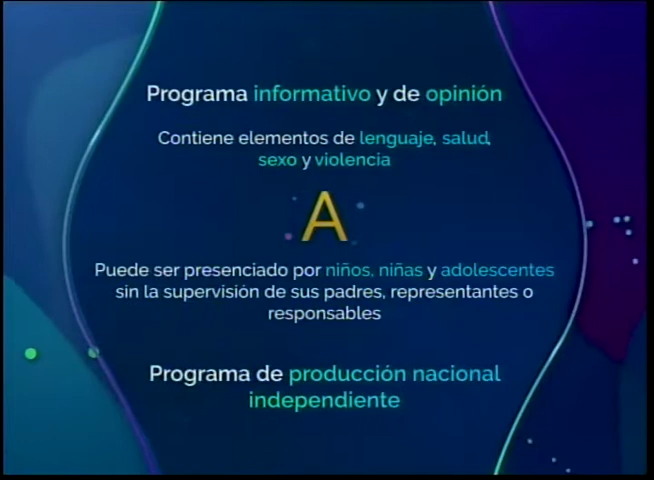 Programa informativo y de opinión
Contiene elementos de lenguaje, salud,
sexo y violencia
A
Puede ser presenciado por niños, niñas y adolescentes
sin la supervisión de sus padres, representantes o
responsables
Programa de producción nacional
independiente